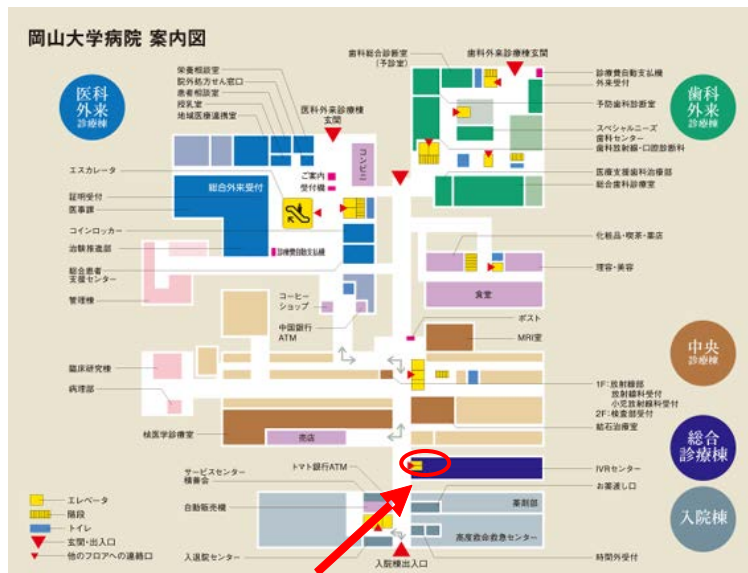 岡山大学病院 案内図
医科
外来
診療棟
栄養相談室
院外処方せん窓口
患者相談室
授乳室
地域医療連携室
医科外来診療棟
玄関
コンビニ
ご案内
受付機
エスカレータ
証明受付
医事課
コインロッカー
治験推進部
総合患者
支援センター
管理棟
総合外来受付
診療費自動支払機
コーヒー
ショップ
中国銀行
ATM
歯科総合診断室
(予診室)
歯科外来診療棟玄関
診療費自動支払機
外来受付
予防歯科診断室
スペシャルニーズ
歯科センター
歯科放射線・口腔診断科
医療支援歯科治療部
総合歯科診療室
歯科
外来
診療棟
化粧品・喫茶・薬店
理容・美容
食堂
ポスト
MRI室
中央
診療棟
臨床研究棟
病理部
核医学診療室
売店
1F:放射線部
放射線科受付
小児放射線科受付
2F:検査部受付
結石治療室
総合
診療棟
IVRセンター
サービスセンター
積善会
トマト銀行ATM
自動販売機
入退院センター
お薬渡し口
薬剤部
高度救命救急センター
時間外受付
入院棟出入口
入院棟
エレベータ
階段
トイレ
玄関・出入口
他のフロアへの連絡口